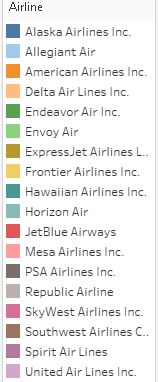 Airline
Alaska Airlines Inc.
Allegiant Air
American Airlines Inc.
Delta Air Lines Inc.
Endeavor Air Inc.
Envoy Air
ExpressJet Airlines L..
Frontier Airlines Inc.
Hawaiian Airlines Inc.
Horizon Air
JetBlue Airways
Mesa Airlines Inc.
PSA Airlines Inc.
Republic Airline
SkyWest Airlines Inc.
Southwest Airlines C..
Spirit Air Lines
United Air Lines Inc.